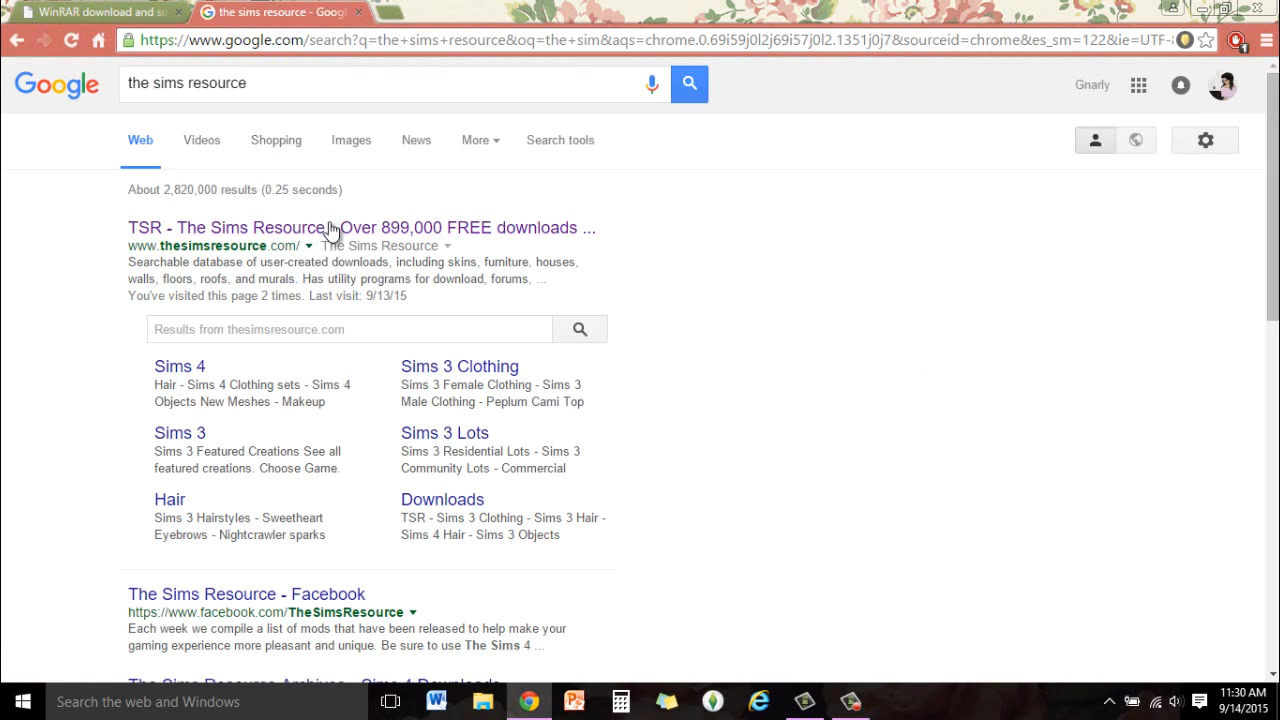 WinRAR download and su
the sims resource - Googl
https://www.google.com/search?q=the+sims+resource&oq=the+sim&aqs=chrome.0.69i59j0l2j69i57j0l2.1351j0j7&sourceid=chrome&es_sm=122&ie=UTF-8
Google
the sims resource
Gnarly
Web Videos Shopping Images News More Search tools
About 2,820,000 results (0.25 seconds)
TSR - The Sims Resource Over 899,000 FREE downloads ...
www.thesimsresource.com/ The Sims Resource
Searchable database of user-created downloads, including skins, furniture, houses,
walls, floors, roofs, and murals. Has utility programs for download, forums, ...
You've visited this page 2 times. Last visit: 9/13/15
Results from thesimsresource.com
Sims 4
Hair - Sims 4 Clothing sets - Sims 4
Objects New Meshes - Makeup
Sims 3 Clothing
Sims 3 Female Clothing - Sims 3
Male Clothing - Peplum Cami Top
Sims 3
Sims 3 Featured Creations See all
featured creations. Choose Game.
Sims 3 Lots
Sims 3 Residential Lots - Sims 3
Community Lots - Commercial
Hair
Sims 3 Hairstyles - Sweetheart
Eyebrows - Nightcrawler sparks
Downloads
TSR - Sims 3 Clothing - Sims 3 Hair -
Sims 4 Hair - Sims 3 Objects
The Sims Resource - Facebook
https://www.facebook.com/TheSimsResource
Each week we compile a list of mods that have been released to help make your
gaming experience more pleasant and unique. Be sure to use The Sims 4 ...
The Sims Resource Archives - Sims 4 Downloads
Search the web and Windows
11:30 AM
9/14/2015